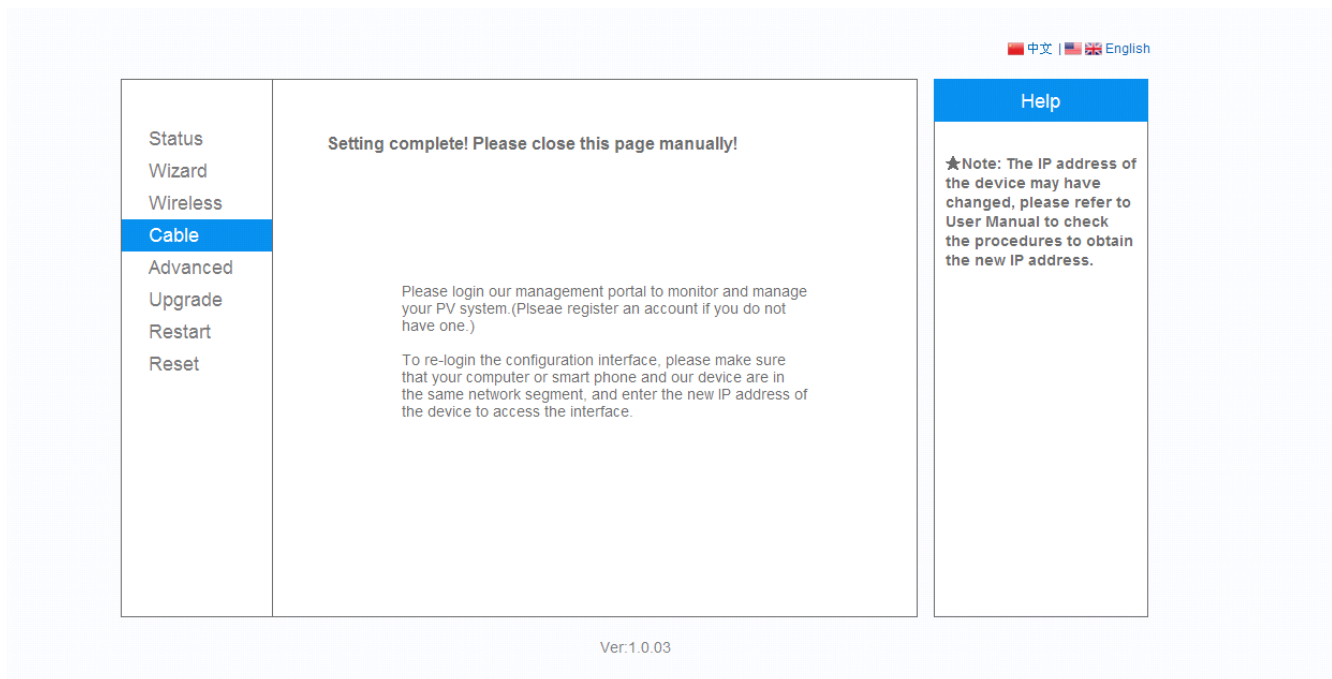 中文 | English
Help
Status
Wizard
Wireless
Cable
Advanced
Upgrade
Restart
Reset
Setting complete! Please close this page manually!
Please login our management portal to monitor and manage
your PV system.(Plseae register an account if you do not
have one.)
To re-login the configuration interface, please make sure
that your computer or smart phone and our device are in
the same network segment, and enter the new IP address of
the device to access the interface.
★Note: The IP address of
the device may have
changed, please refer to
User Manual to check
the procedures to obtain
the new IP address.
Ver:1.0.03